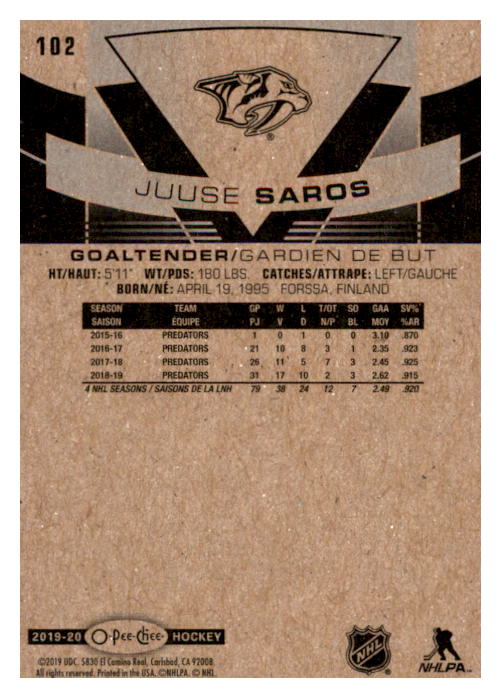 102
JUUSE SAROS
GOALTENDER/GARDIEN DE BUT
HT/HAUT: 5'11" WT/PDS: 180 LBS. CATCHES/ATTRAPE: LEFT/GAUCHE
BORN/NÉ: APRIL 19, 1995 FORSSA, FINLAND
SEASON TEAM GP W L T/OT SO GAA SV%
SAISON ÉQUIPE PJ V D N/P BL MOY %AR
2015-16 PREDATORS 1 0 1 0 0 3.10 .870
2016-17 PREDATORS 21 10 8 3 1 2.35 .923
2017-18 PREDATORS 26 11 5 7 3 2.45 .925
2018-19 PREDATORS 31 17 10 2 3 2.62 .915
4 NHL SEASONS / SAISONS DE LA LNH 79 38 24 12 7 2.49 .920
2019-20 O-Pee-Chee HOCKEY
©2019 UDC. 5830 El Camino Real, Carlsbad, CA 92008.
All rights reserved. Printed in the USA. ©NHLPA. © NHL
NHL
NHLPA